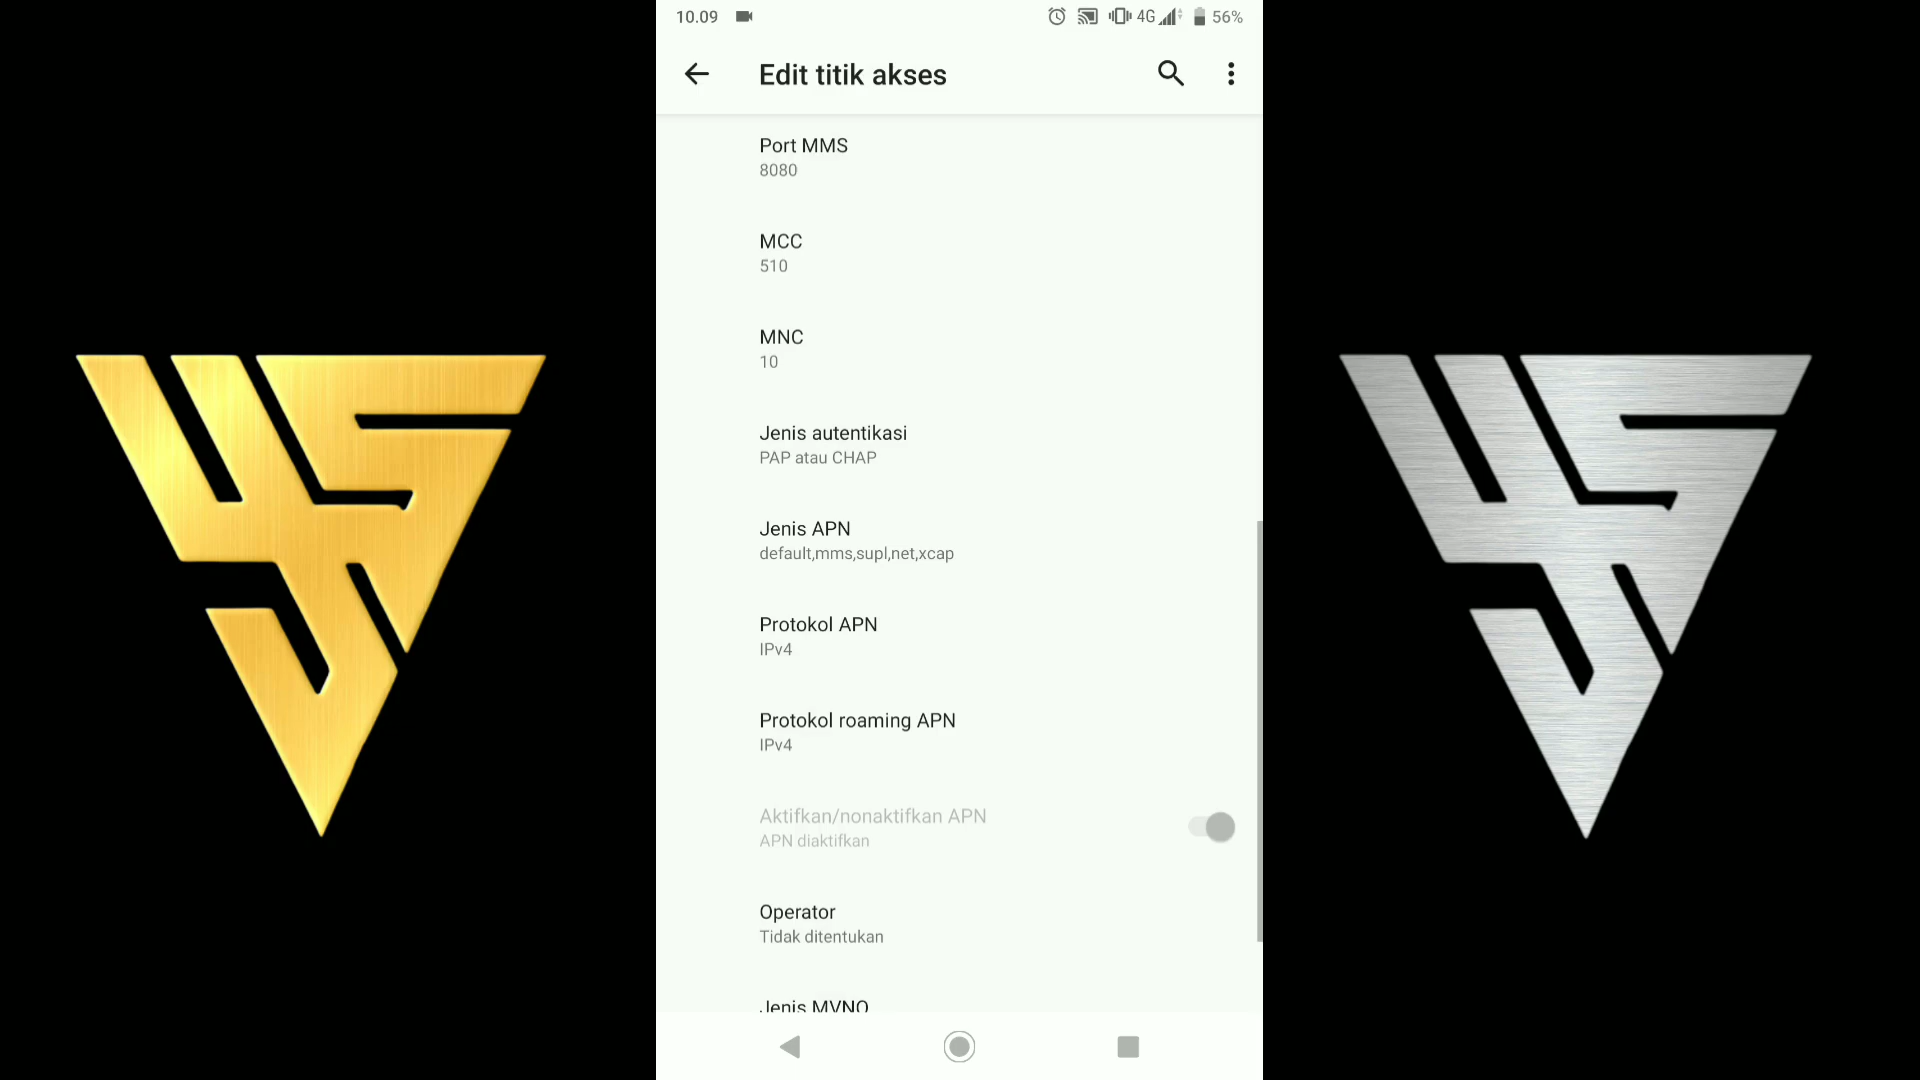 10.09
4G 56%
Edit titik akses
Port MMS
8080
MCC
510
MNC
10
Jenis autentikasi
PAP atau CHAP
Jenis APN
default,mms,supl,net,xcap
Protokol APN
IPv4
Protokol roaming APN
IPv4
Aktifkan/nonaktifkan APN
APN diaktifkan
Operator
Tidak ditentukan
Jenis MVNO